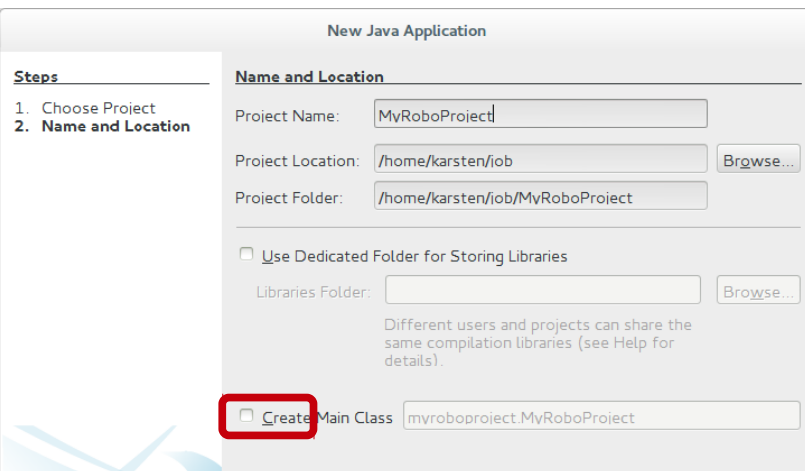 New Java Application
Steps
1. Choose Project
2. Name and Location
Name and Location
Project Name: MyRoboProject
Project Location: /home/karsten/job Browse...
Project Folder: /home/karsten/job/MyRoboProject
Use Dedicated Folder for Storing Libraries
Libraries Folder: Browse...
Different users and projects can share the
same compilation libraries (see Help for
details).
Create Main Class myroboproject.MyRoboProject